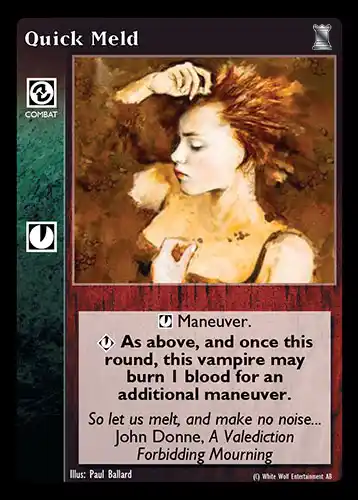 Quick Meld
COMBAT
Maneuver.
As above, and once this
round, this vampire may
burn 1 blood for an
additional maneuver.
So let us melt, and make no noise...
John Donne, A Valediction
Forbidding Mourning
Illus: Paul Ballard
(C) White Wolf Entertainment AB